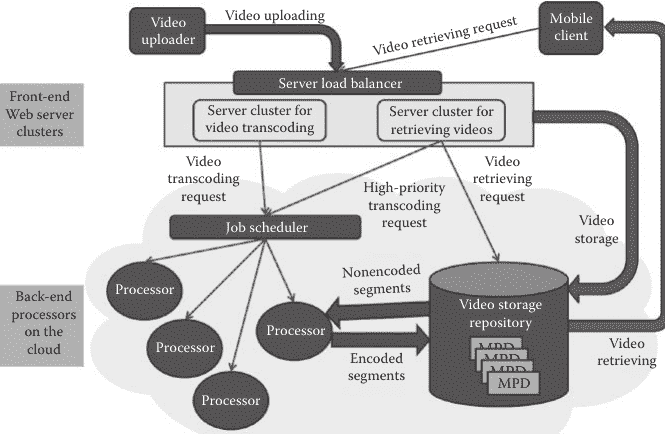 Video
uploader
Video uploading
Video retrieving request
Mobile
client
Server load balancer
Front-end
Web server
clusters
Server cluster for
video transcoding
Server cluster for
retrieving videos
Video
transcoding
request
High-priority
transcoding
request
Video
retrieving
request
Video
storage
Job scheduler
Back-end
processors
on the
cloud
Processor
Processor
Processor
Processor
Nonencoded
segments
Encoded
segments
Video storage
repository
MPD
MPD
MPD
MPD
Video
retrieving